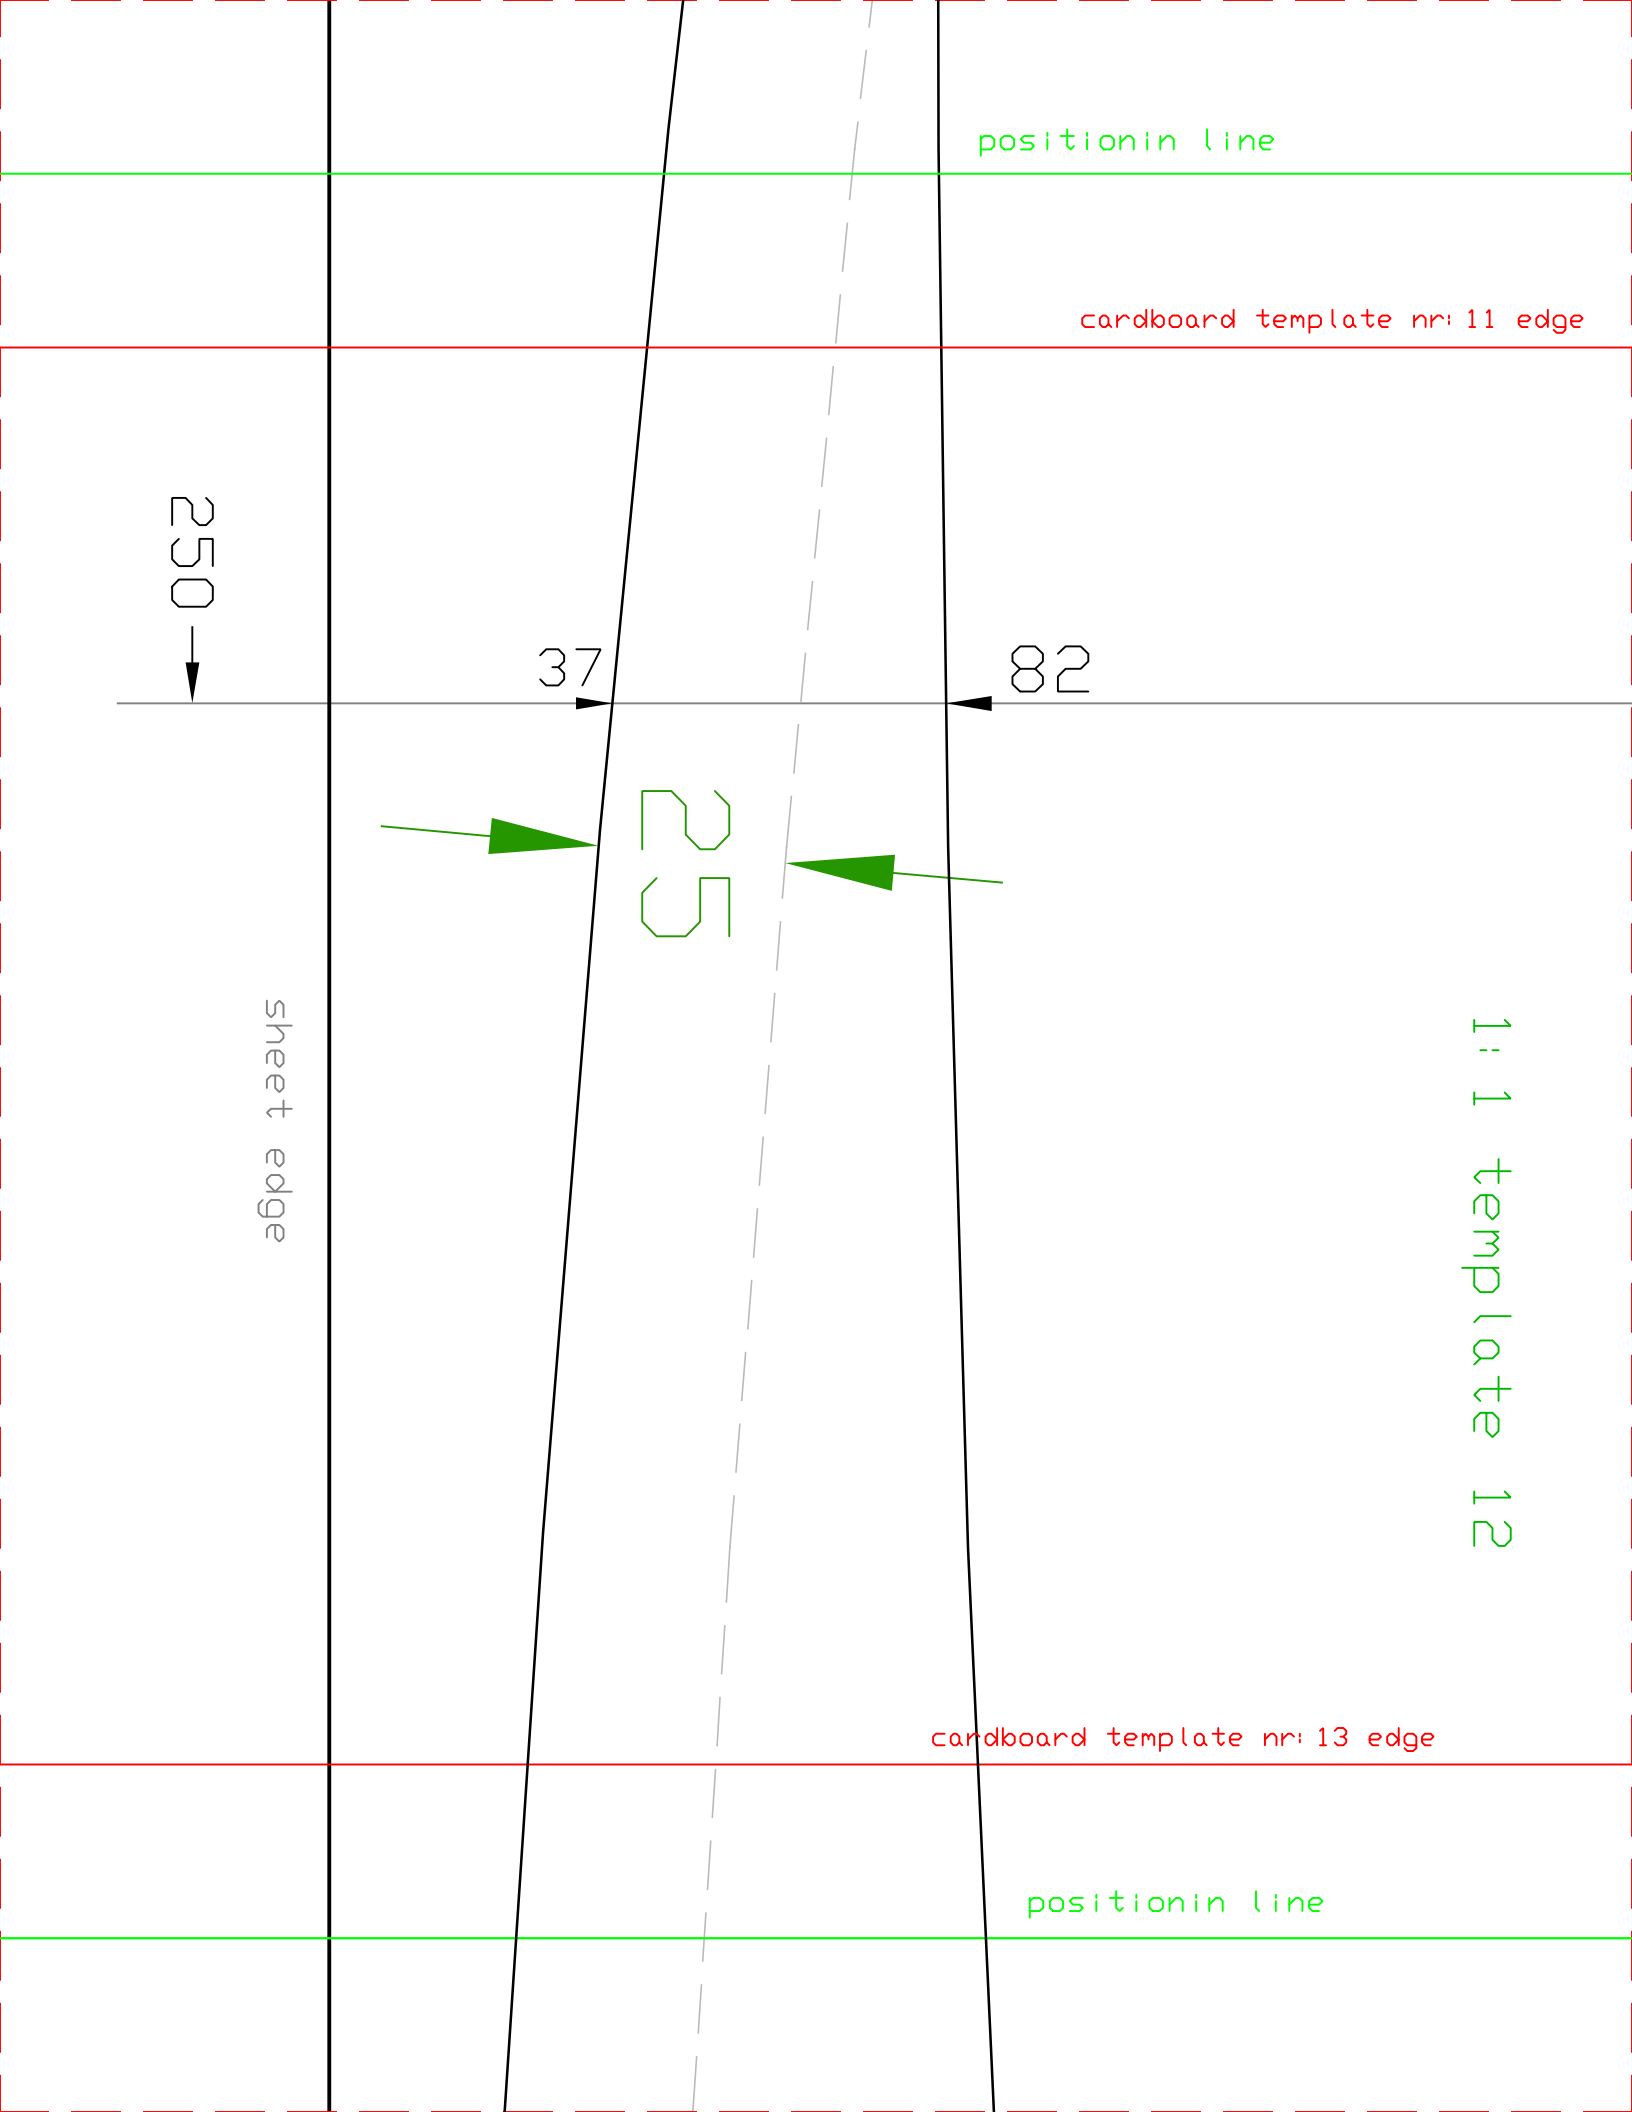 positionin line
cardboard template nr: 11 edge
250
37
82
25
sheet edge
1:1 template 12
cardboard template nr: 13 edge
positionin line